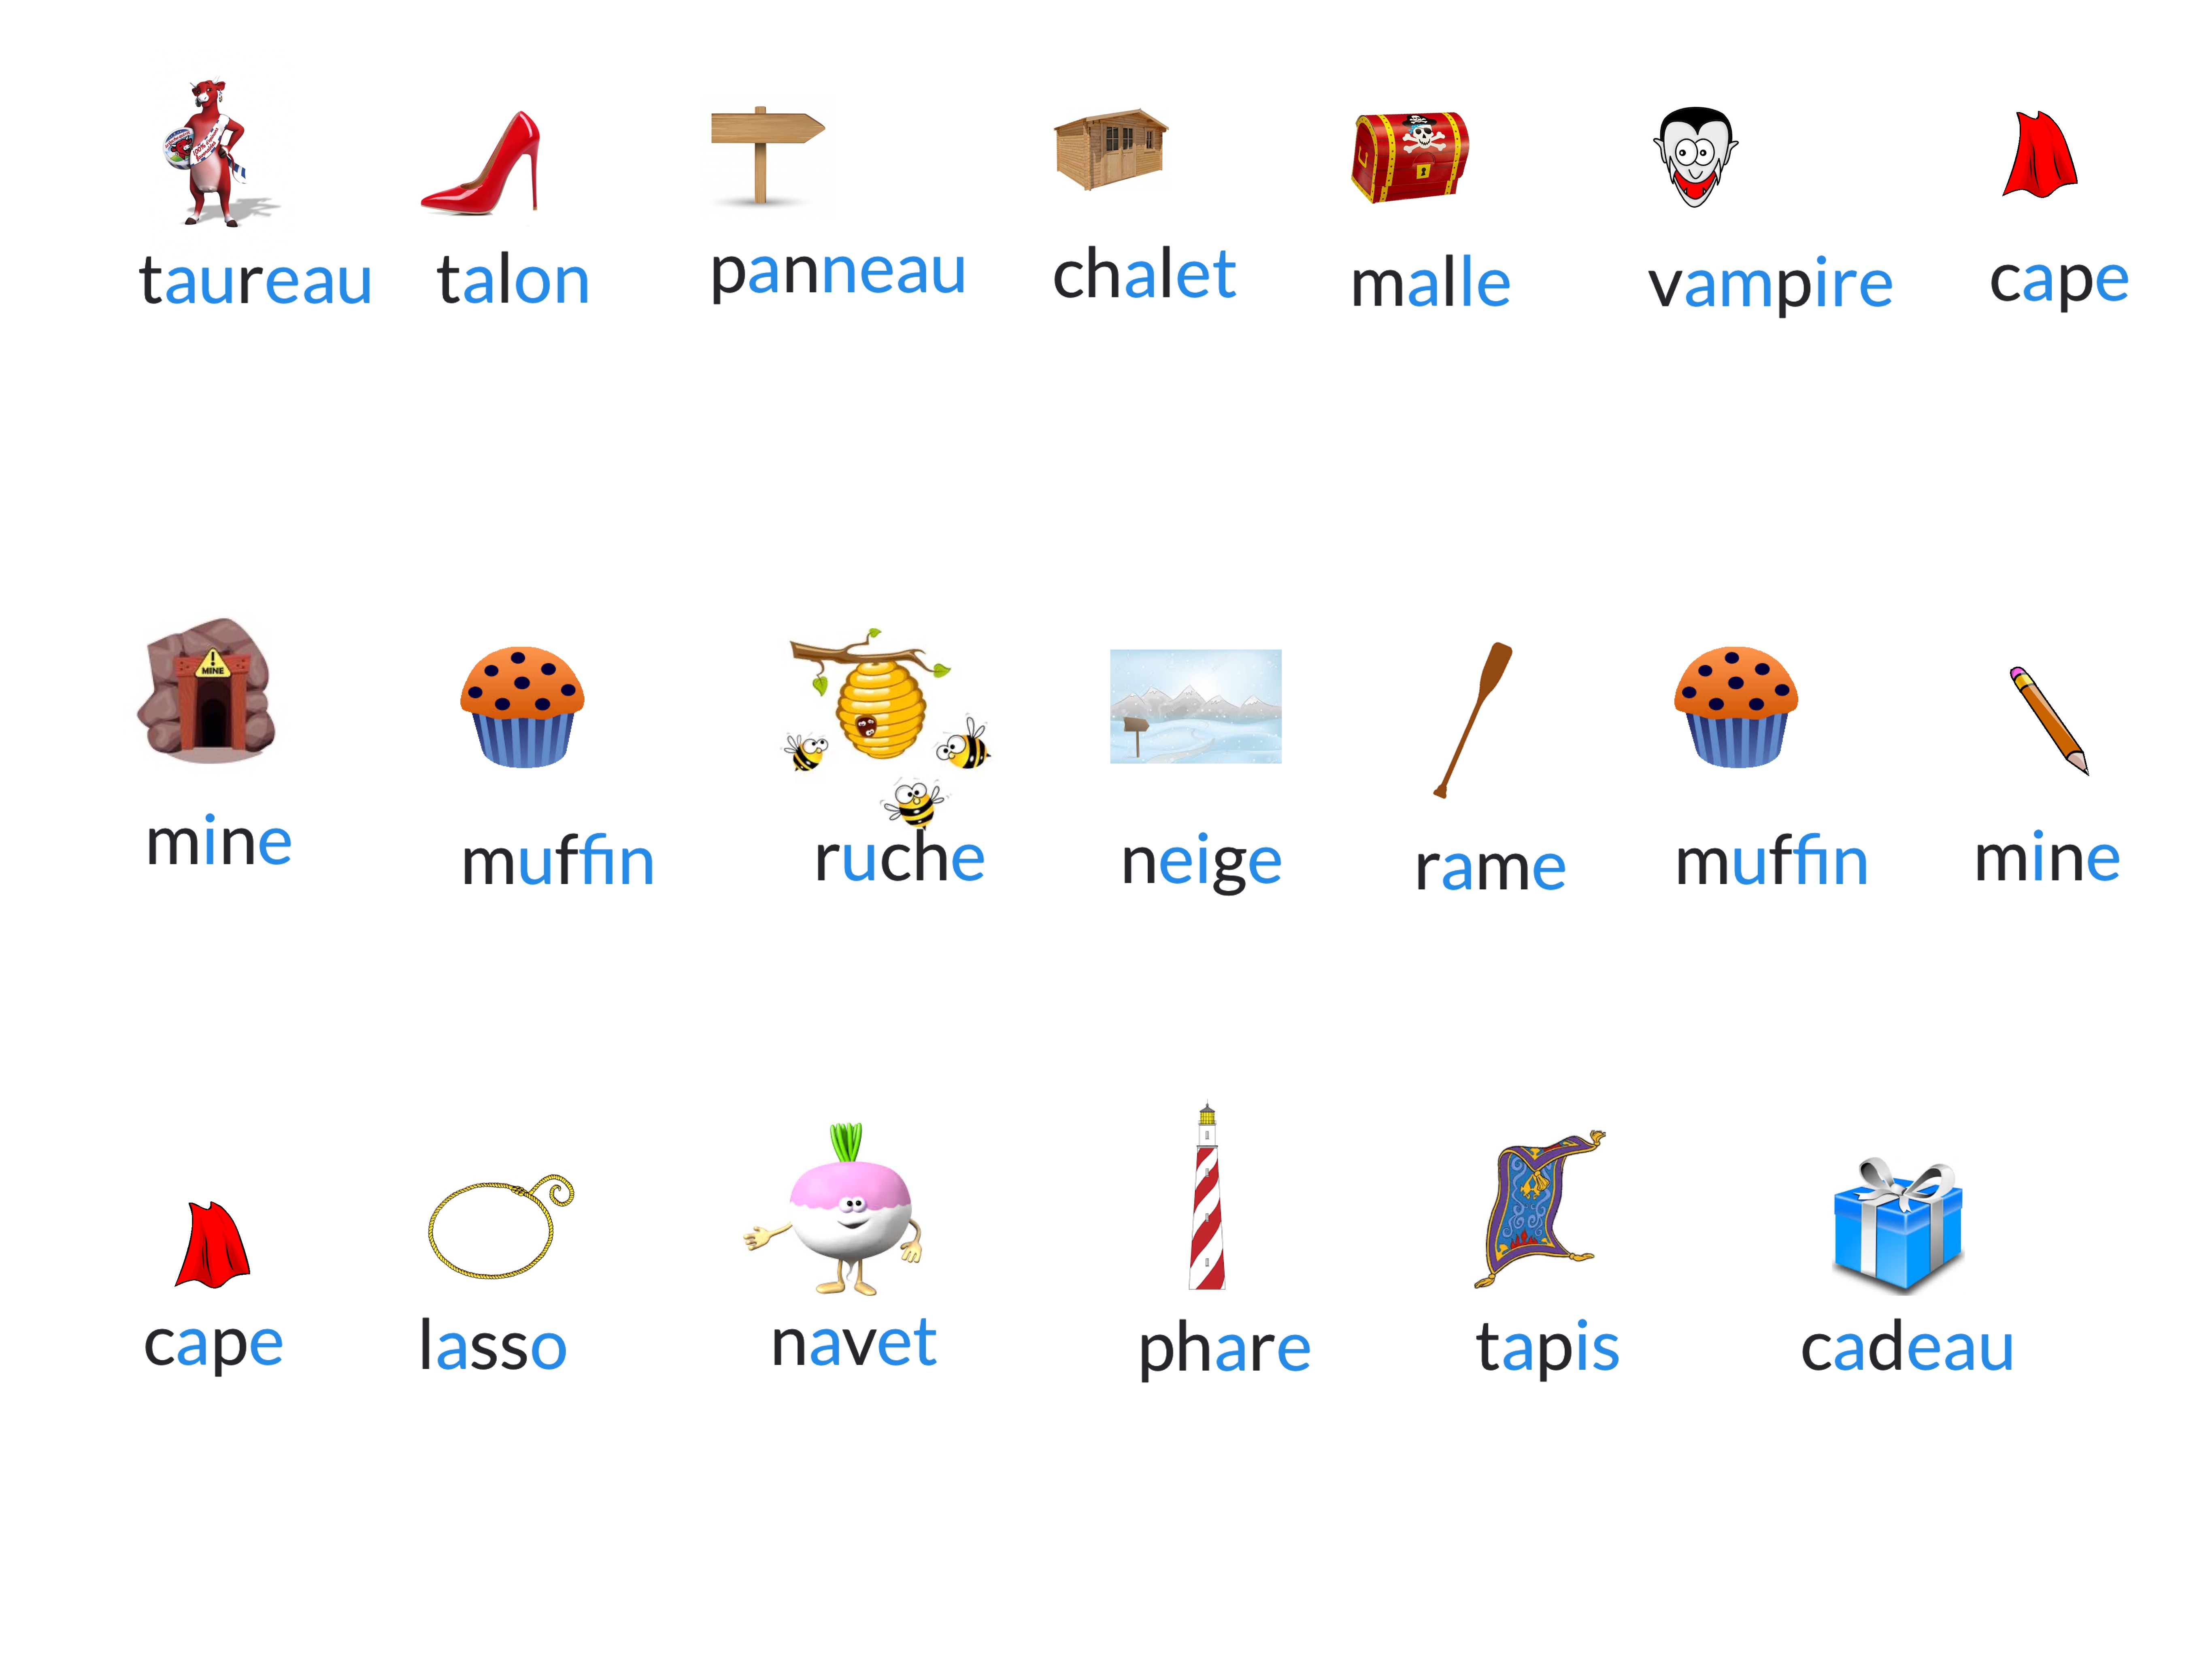 taureau talon panneau chalet malle vampire cape
MINE
mine muffin ruche neige rame muffin mine
cape lasso navet phare tapis cadeau